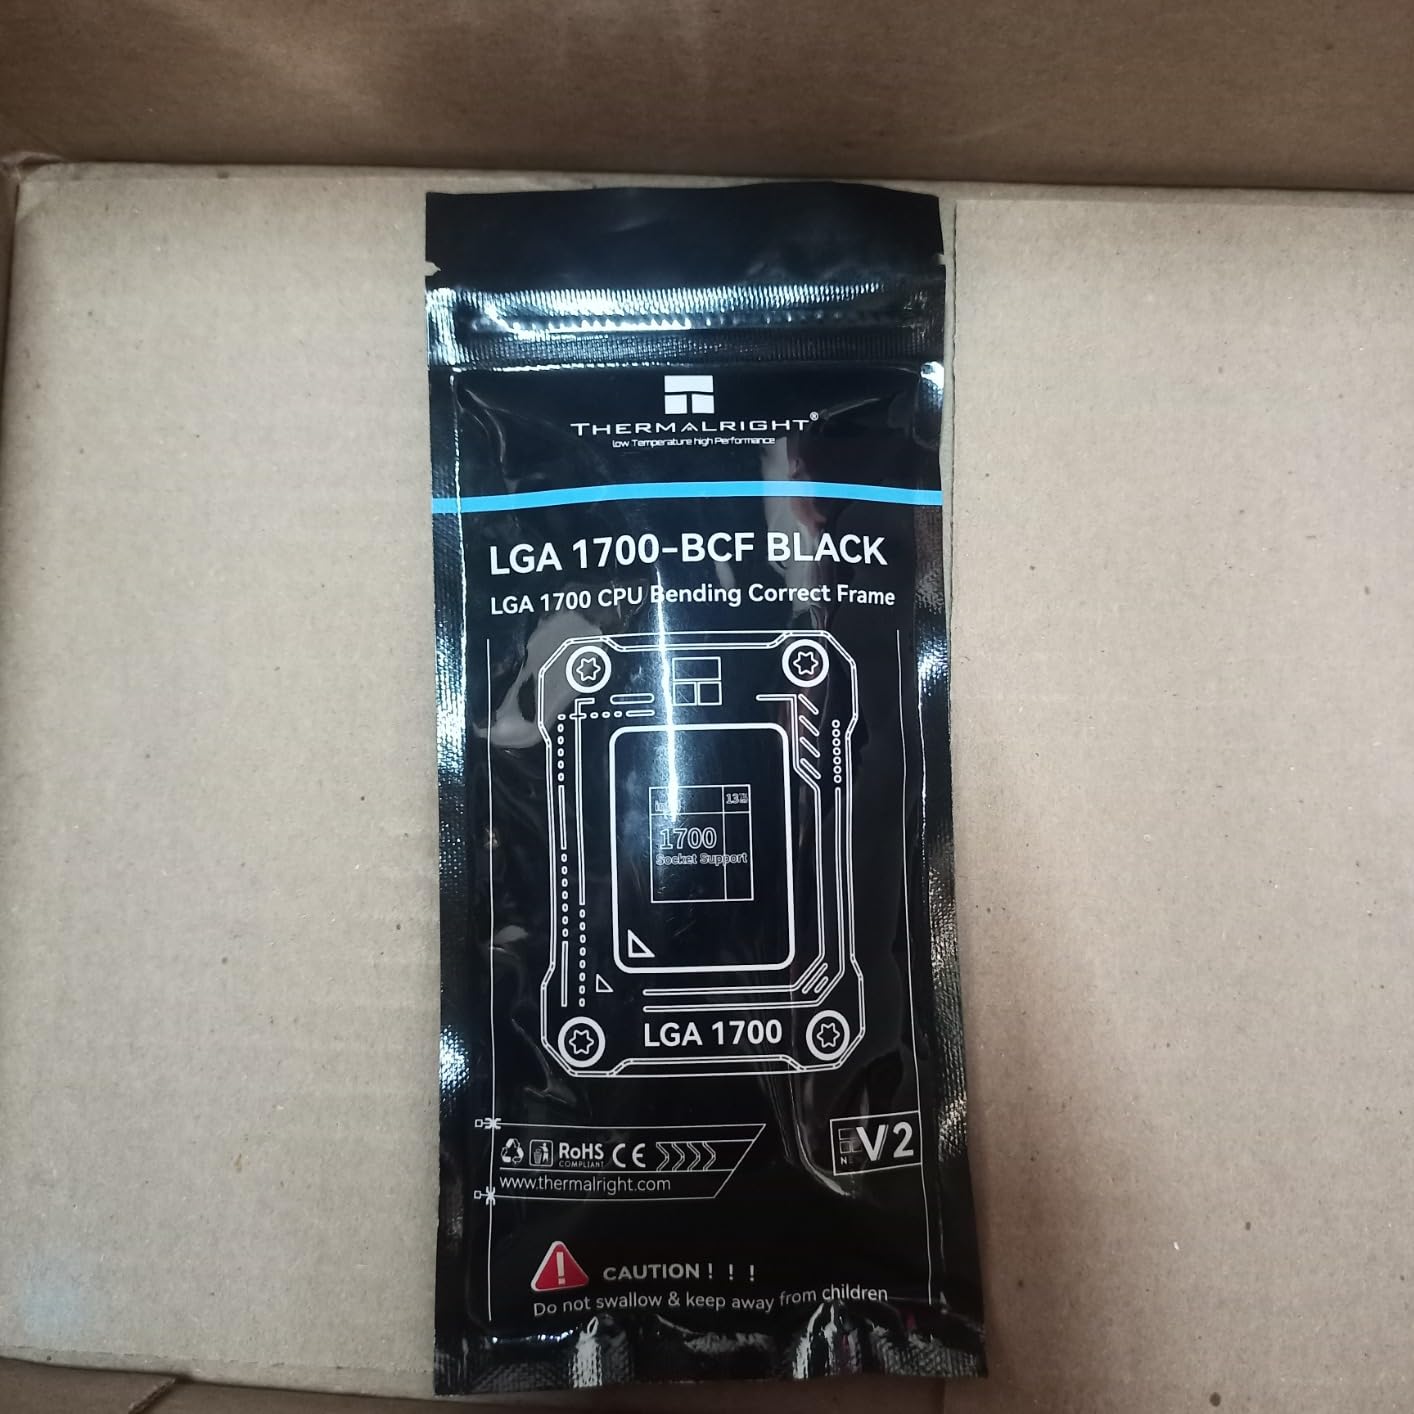 THERMALRIGHT®
low Temperature high Performance
LGA 1700-BCF BLACK
LGA 1700 CPU Bending Correct Frame
13
1700
Socket Support
LGA 1700
RoHS
COMPLIANT
CE
V2
www.thermalright.com
CAUTION! ! !
Do not swallow & keep away from children